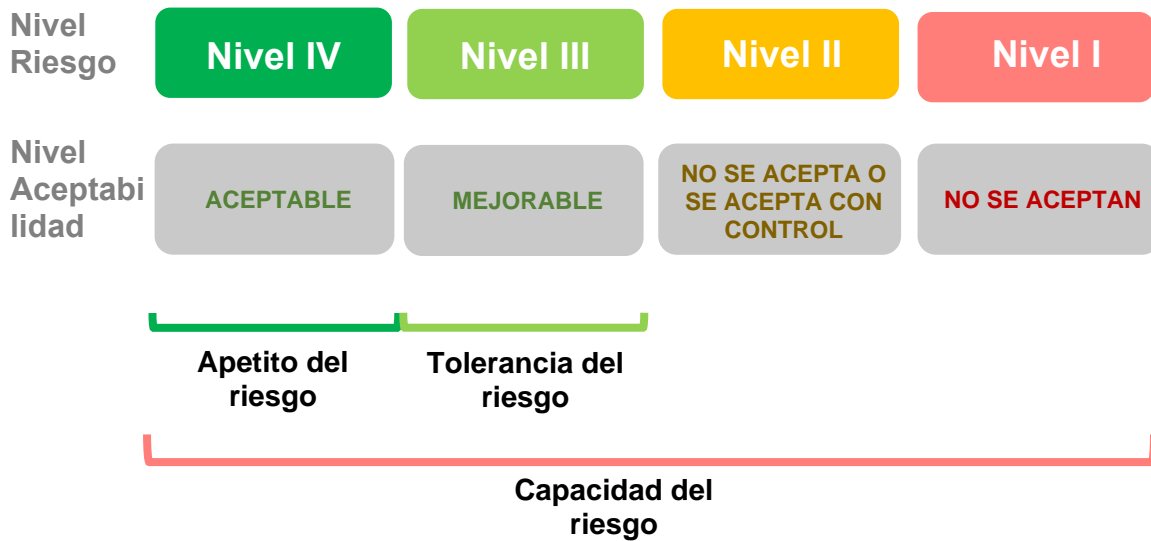 Nivel
Riesgo
Nivel IV
Nivel III
Nivel II
Nivel I
Nivel
Aceptabi
lidad
ACEPTABLE
MEJORABLE
NO SE ACEPTA O
SE ACEPTA CON
CONTROL
NO SE ACEPTAN
Apetito del
riesgo
Tolerancia del
riesgo
Capacidad del
riesgo